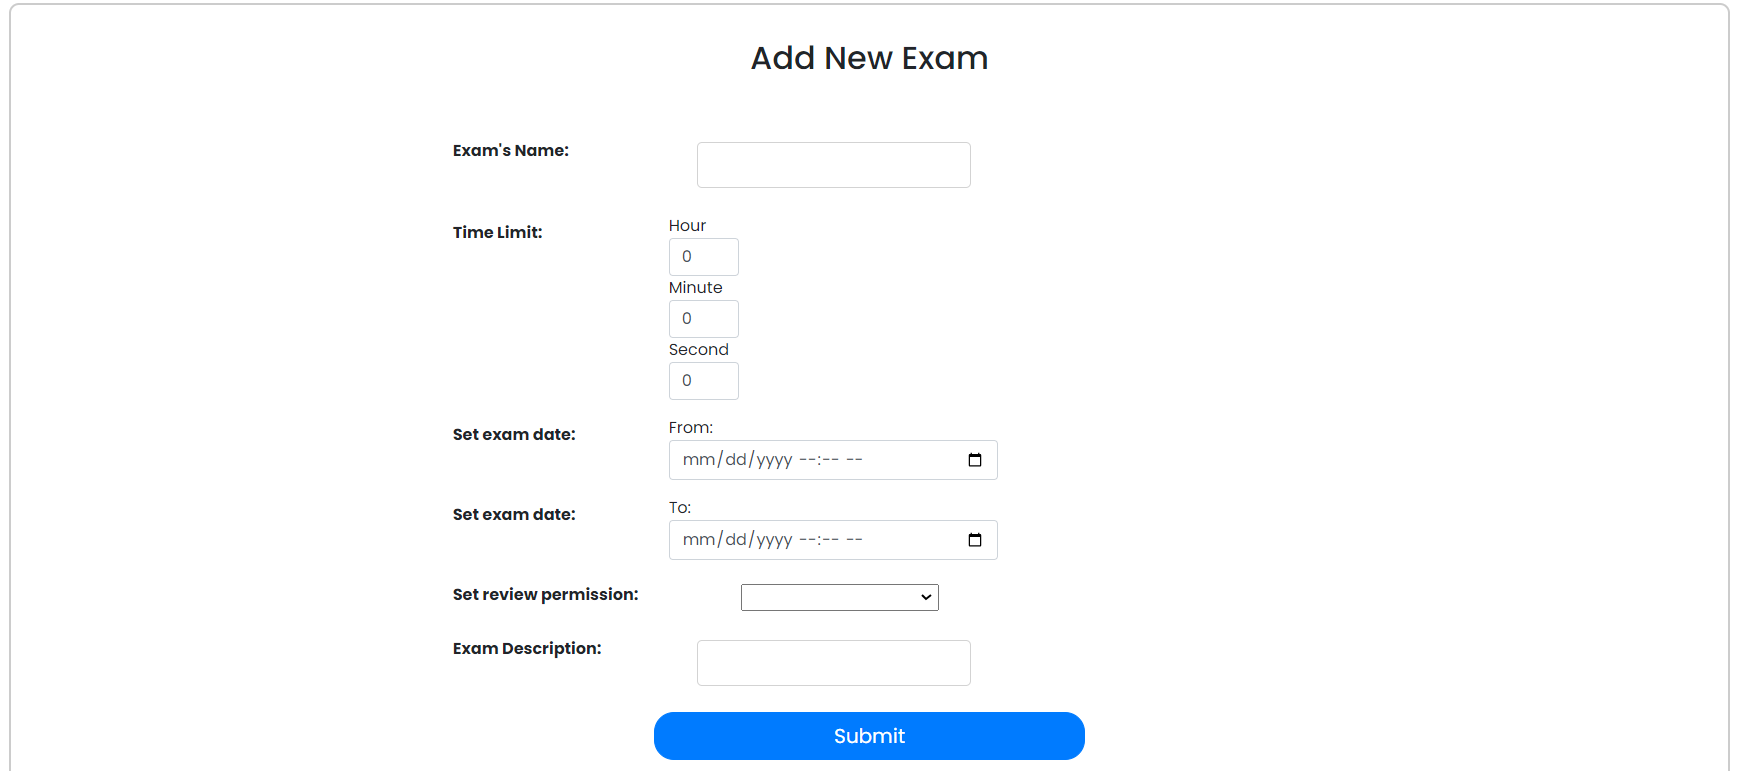 Add New Exam
Exam's Name:
Time Limit:
Hour
0
Minute
0
Second
0
Set exam date:
From:
mm/dd/yyyy --:-- --
Set exam date:
To:
mm/dd/yyyy --:-- --
Set review permission:
Exam Description:
Submit